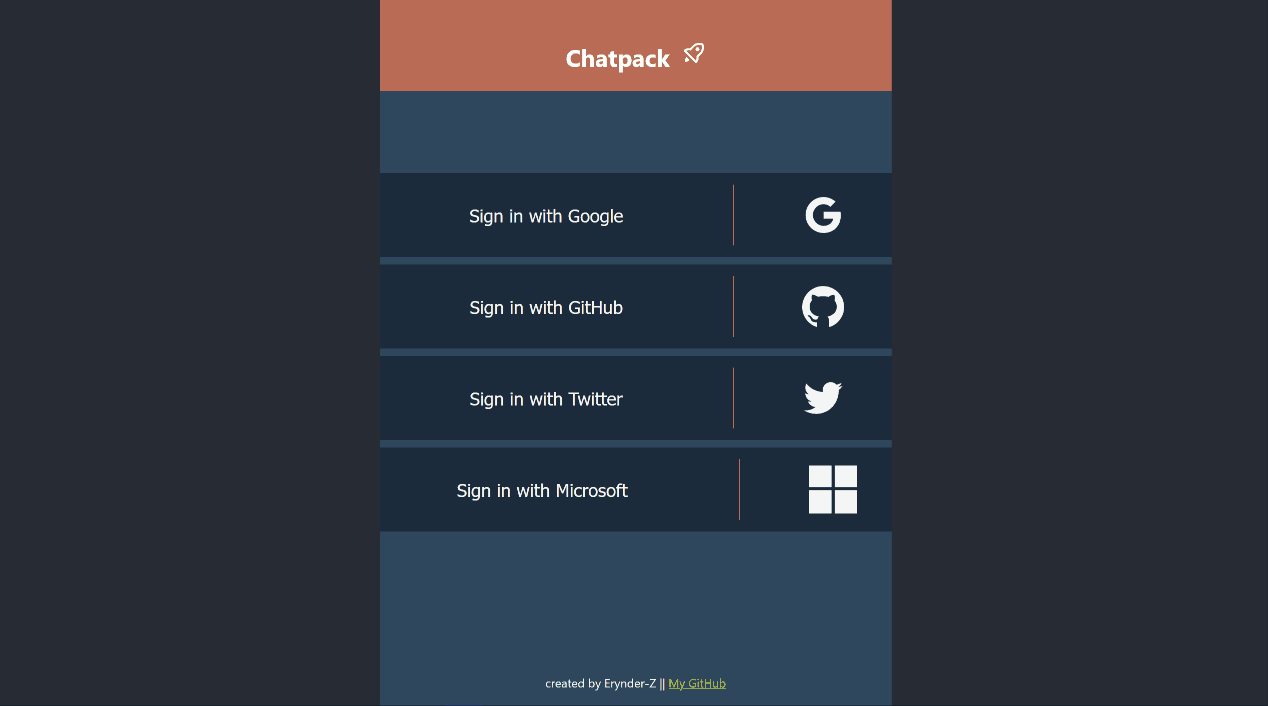 Chatpack
Sign in with Google
Sign in with GitHub
Sign in with Twitter
Sign in with Microsoft
created by Erynder-Z || My GitHub